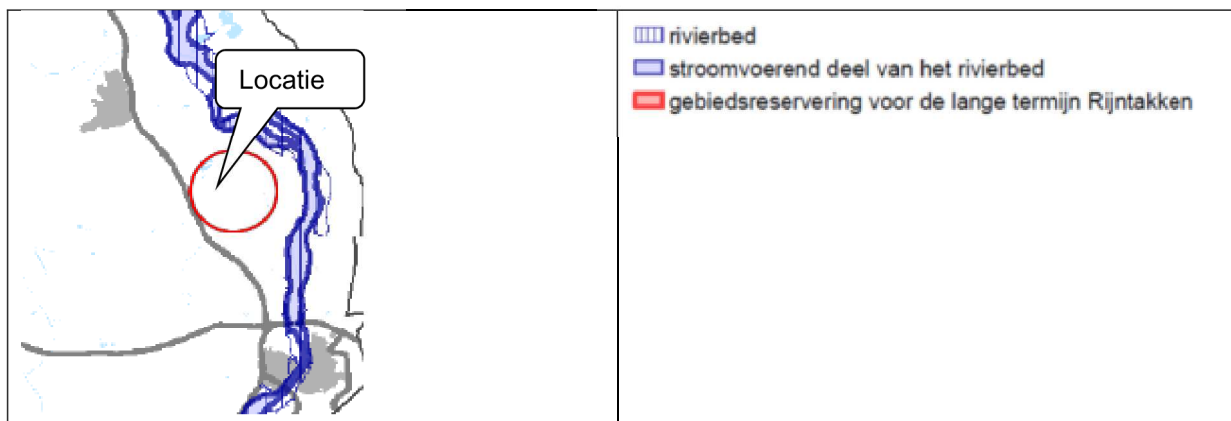 Locatie
rivierbed
stroomvoerend deel van het rivierbed
gebiedsreservering voor de lange termijn Rijntakken